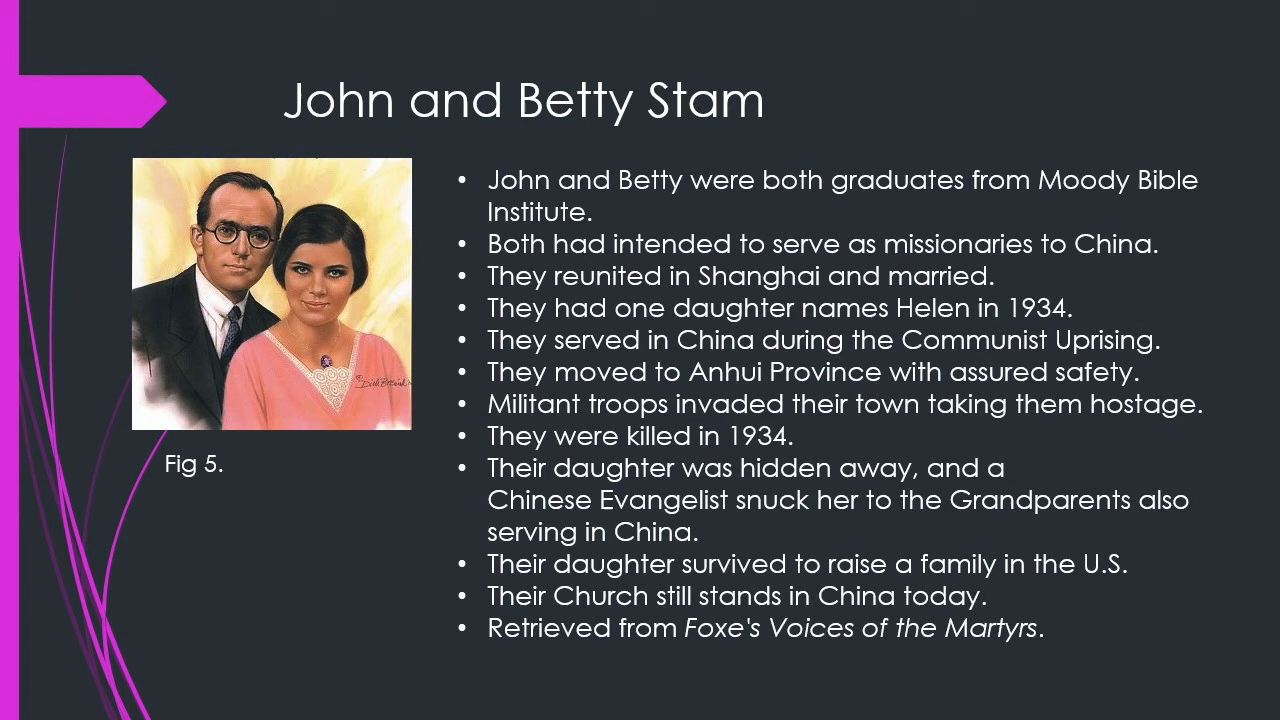 John and Betty Stam
• John and Betty were both graduates from Moody Bible
Institute.
• Both had intended to serve as missionaries to China.
• They reunited in Shanghai and married.
• They had one daughter names Helen in 1934.
• They served in China during the Communist Uprising.
• They moved to Anhui Province with assured safety.
• Militant troops invaded their town taking them hostage.
• They were killed in 1934.
• Their daughter was hidden away, and a
Chinese Evangelist snuck her to the Grandparents also
serving in China.
• Their daughter survived to raise a family in the U.S.
• Their Church still stands in China today.
• Retrieved from Foxe's Voices of the Martyrs.
Fig 5.